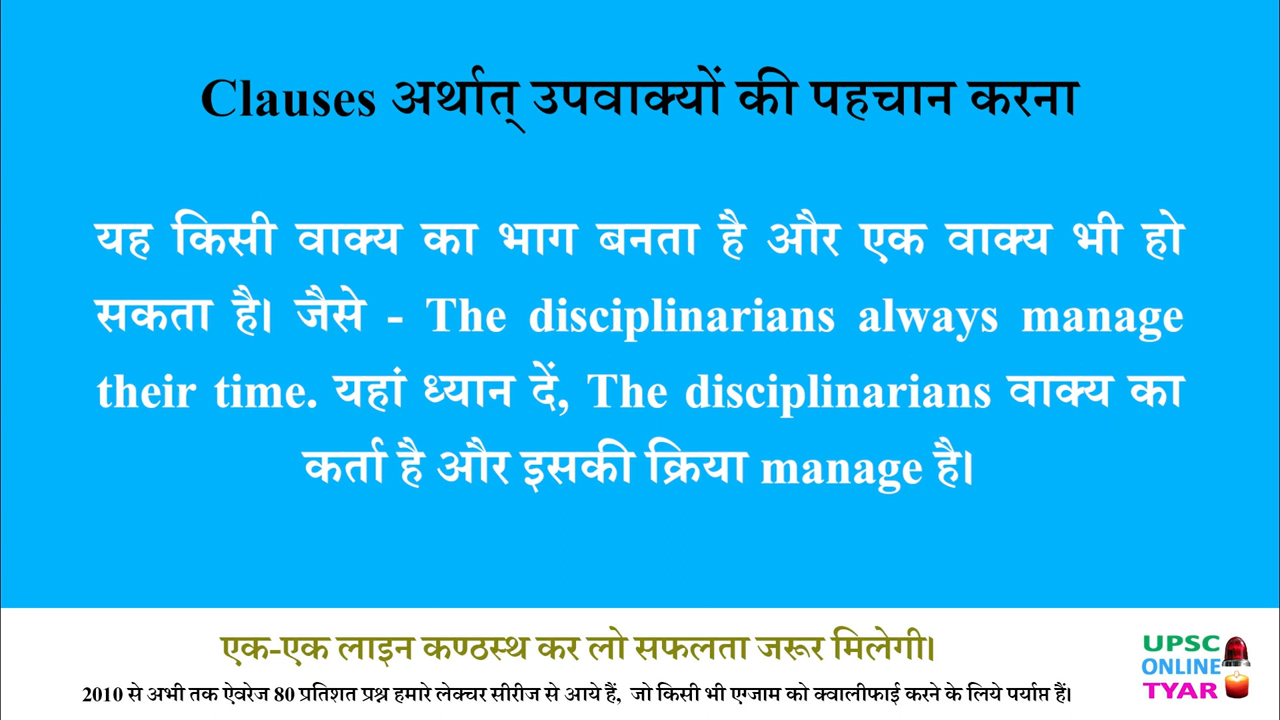 Clauses अर्थात् उपवाक्यों की पहचान करना
यह किसी वाक्य का भाग बनता है और एक वाक्य भी हो
सकता है। जैसे - The disciplinarians always manage
their time. यहां ध्यान दें, The disciplinarians वाक्य का
कर्ता है और इसकी क्रिया manage है।
एक-एक लाइन कण्ठस्थ कर लो सफलता जरूर मिलेगी।
2010 से अभी तक ऐवरेज 80 प्रतिशत प्रश्न हमारे लेक्चर सीरीज से आये हैं, जो किसी भी एग्जाम को क्वालीफाई करने के लिये पर्याप्त हैं।
UPSC
ONLINE
TYAR